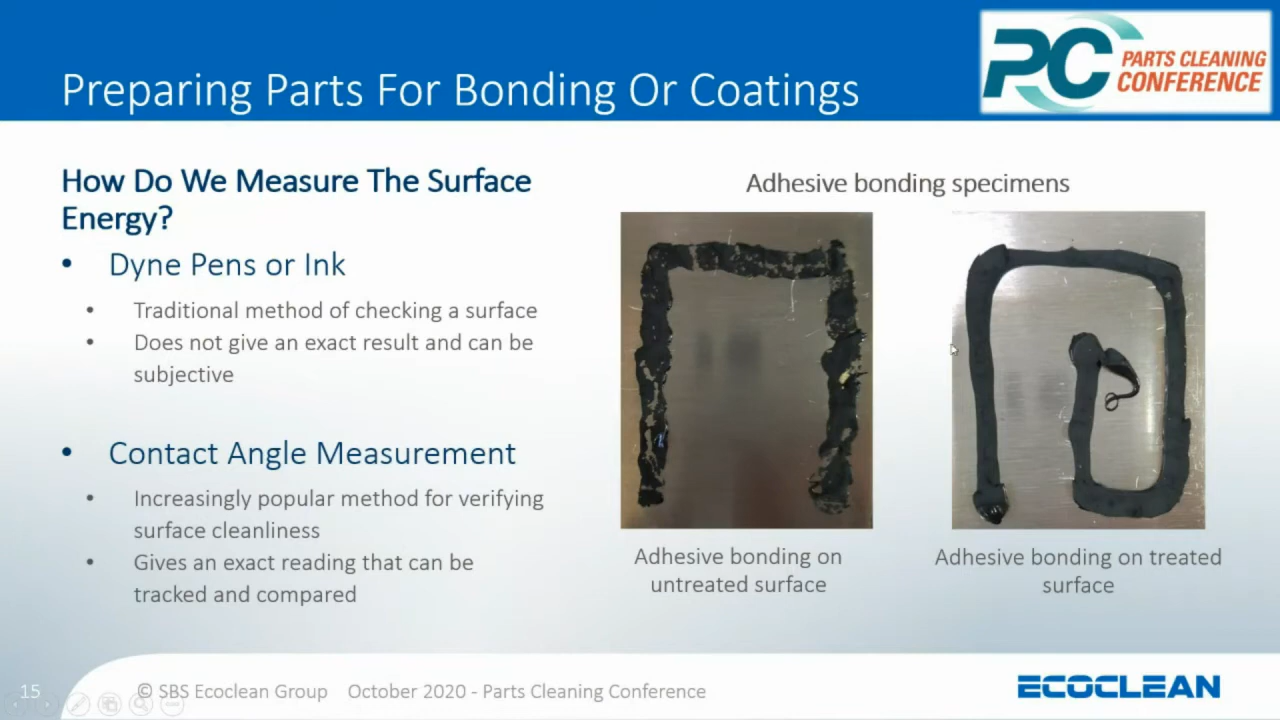 Preparing Parts For Bonding Or Coatings
PC PARTS CLEANING
CONFERENCE
How Do We Measure The Surface
Energy?
• Dyne Pens or Ink
• Traditional method of checking a surface
• Does not give an exact result and can be
subjective
• Contact Angle Measurement
• Increasingly popular method for verifying
surface cleanliness
• Gives an exact reading that can be
tracked and compared
Adhesive bonding specimens
Adhesive bonding on
untreated surface
Adhesive bonding on treated
surface
15
© SBS Ecoclean Group October 2020 - Parts Cleaning Conference
ECOCLEAN